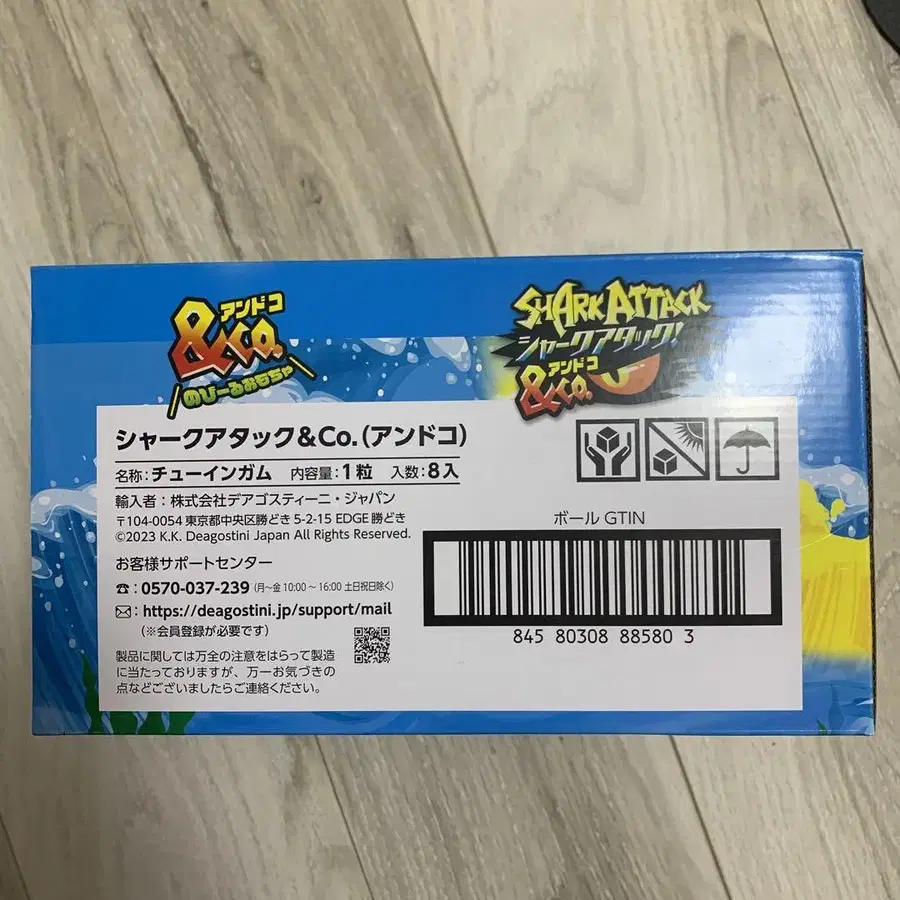 アンドコ
&Co.
のびーるおもちゃ
SHARK ATTACK
シャークアタック!
アンドコ
&Co.
シャークアタック&Co.(アンドコ)
名称:チューインガム 内容量:1粒 入数:8入
輸入者:株式会社デアゴスティーニ・ジャパン
〒104-0054 東京都中央区勝どき 5-2-15 EDGE 勝どき
©2023 K.K. Deagostini Japan All Rights Reserved.
お客様サポートセンター
☎:0570-037-239 (月〜金 10:00〜16:00 土日祝日除く)
✉:https://deagostini.jp/support/mail
(※会員登録が必要です)
製品に関しては万全の注意をはらって製造
に当たっておりますが、万一お気づきの
点などございましたらご連絡ください。
ボール GTIN
845 80308 88580 3